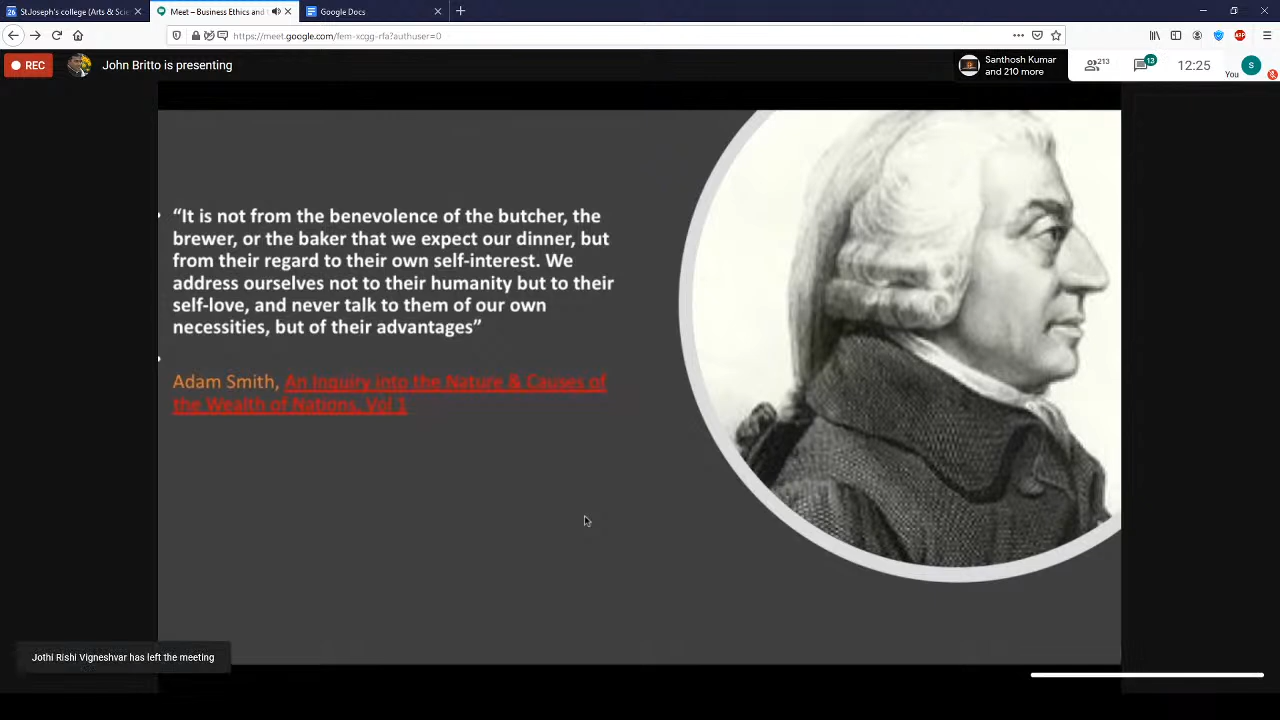 StJoseph's college (Arts & Scie
Meet – Business Ethics and
Google Docs
https://meet.google.com/fem-xcgg-rfa?authuser=0
REC
John Britto is presenting
Santhosh Kumar
and 210 more
213
13
12:25
You
S
“It is not from the benevolence of the butcher, the
brewer, or the baker that we expect our dinner, but
from their regard to their own self-interest. We
address ourselves not to their humanity but to their
self-love, and never talk to them of our own
necessities, but of their advantages”
Adam Smith, An Inquiry into the Nature & Causes of
the Wealth of Nations, Vol 1
Jothi Rishi Vigneshvar has left the meeting